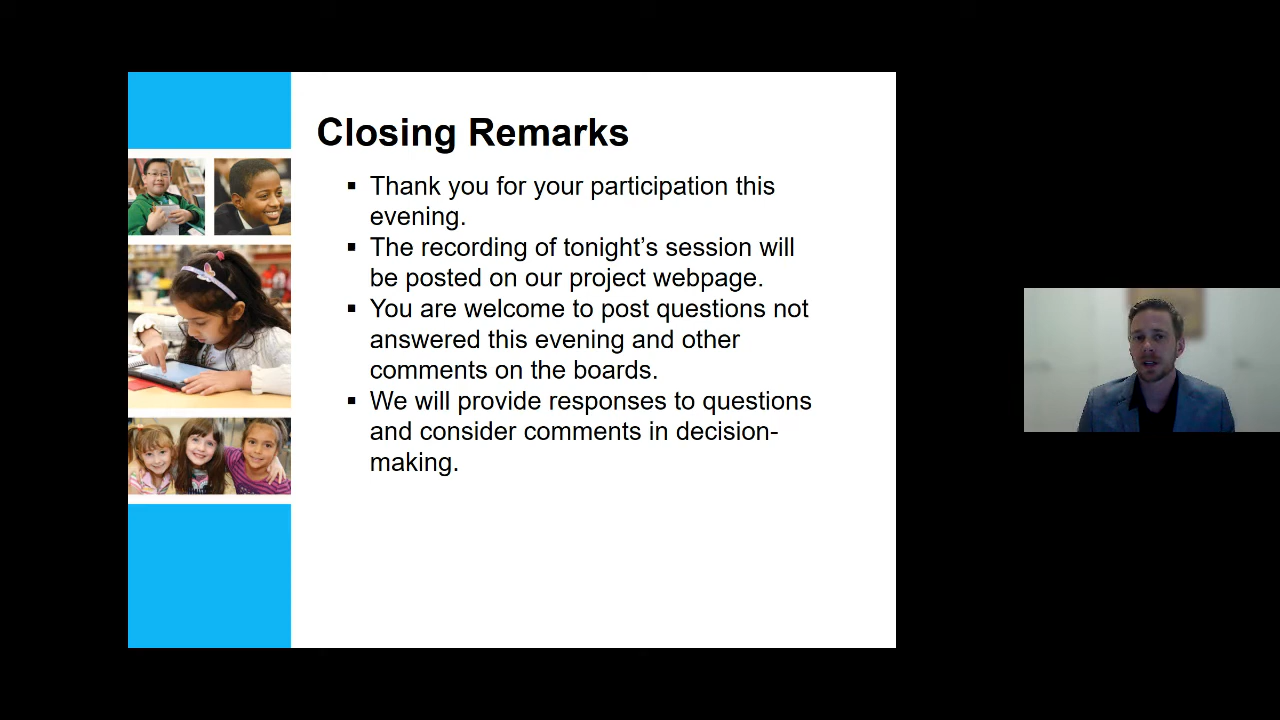 Closing Remarks
▪ Thank you for your participation this
evening.
▪ The recording of tonight’s session will
be posted on our project webpage.
▪ You are welcome to post questions not
answered this evening and other
comments on the boards.
▪ We will provide responses to questions
and consider comments in decision-
making.